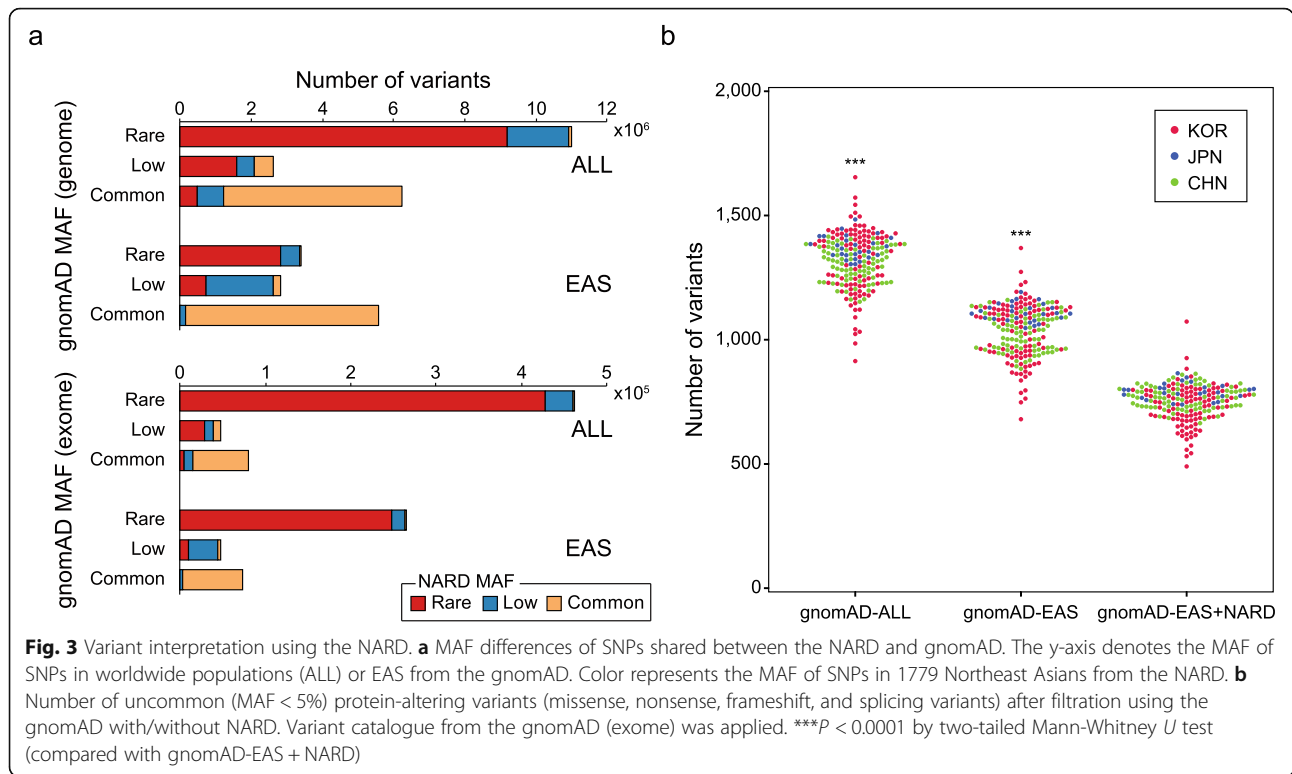 a
Number of variants
0 2 4 6 8 10 12
x10⁶
gnomAD MAF (genome)
Rare
Low
Common
ALL
Rare
Low
Common
EAS
0 1 2 3 4 5
x10⁵
gnomAD MAF (exome)
Rare
Low
Common
ALL
Rare
Low
Common
EAS
NARD MAF
Rare Low Common
b
Number of variants
2,000
1,500
1,000
500
0
***
***
KOR
JPN
CHN
gnomAD-ALL gnomAD-EAS gnomAD-EAS+NARD
Fig. 3 Variant interpretation using the NARD. a MAF differences of SNPs shared between the NARD and gnomAD. The y-axis denotes the MAF of
SNPs in worldwide populations (ALL) or EAS from the gnomAD. Color represents the MAF of SNPs in 1779 Northeast Asians from the NARD. b
Number of uncommon (MAF < 5%) protein-altering variants (missense, nonsense, frameshift, and splicing variants) after filtration using the
gnomAD with/without NARD. Variant catalogue from the gnomAD (exome) was applied. ***P < 0.0001 by two-tailed Mann-Whitney U test
(compared with gnomAD-EAS + NARD)